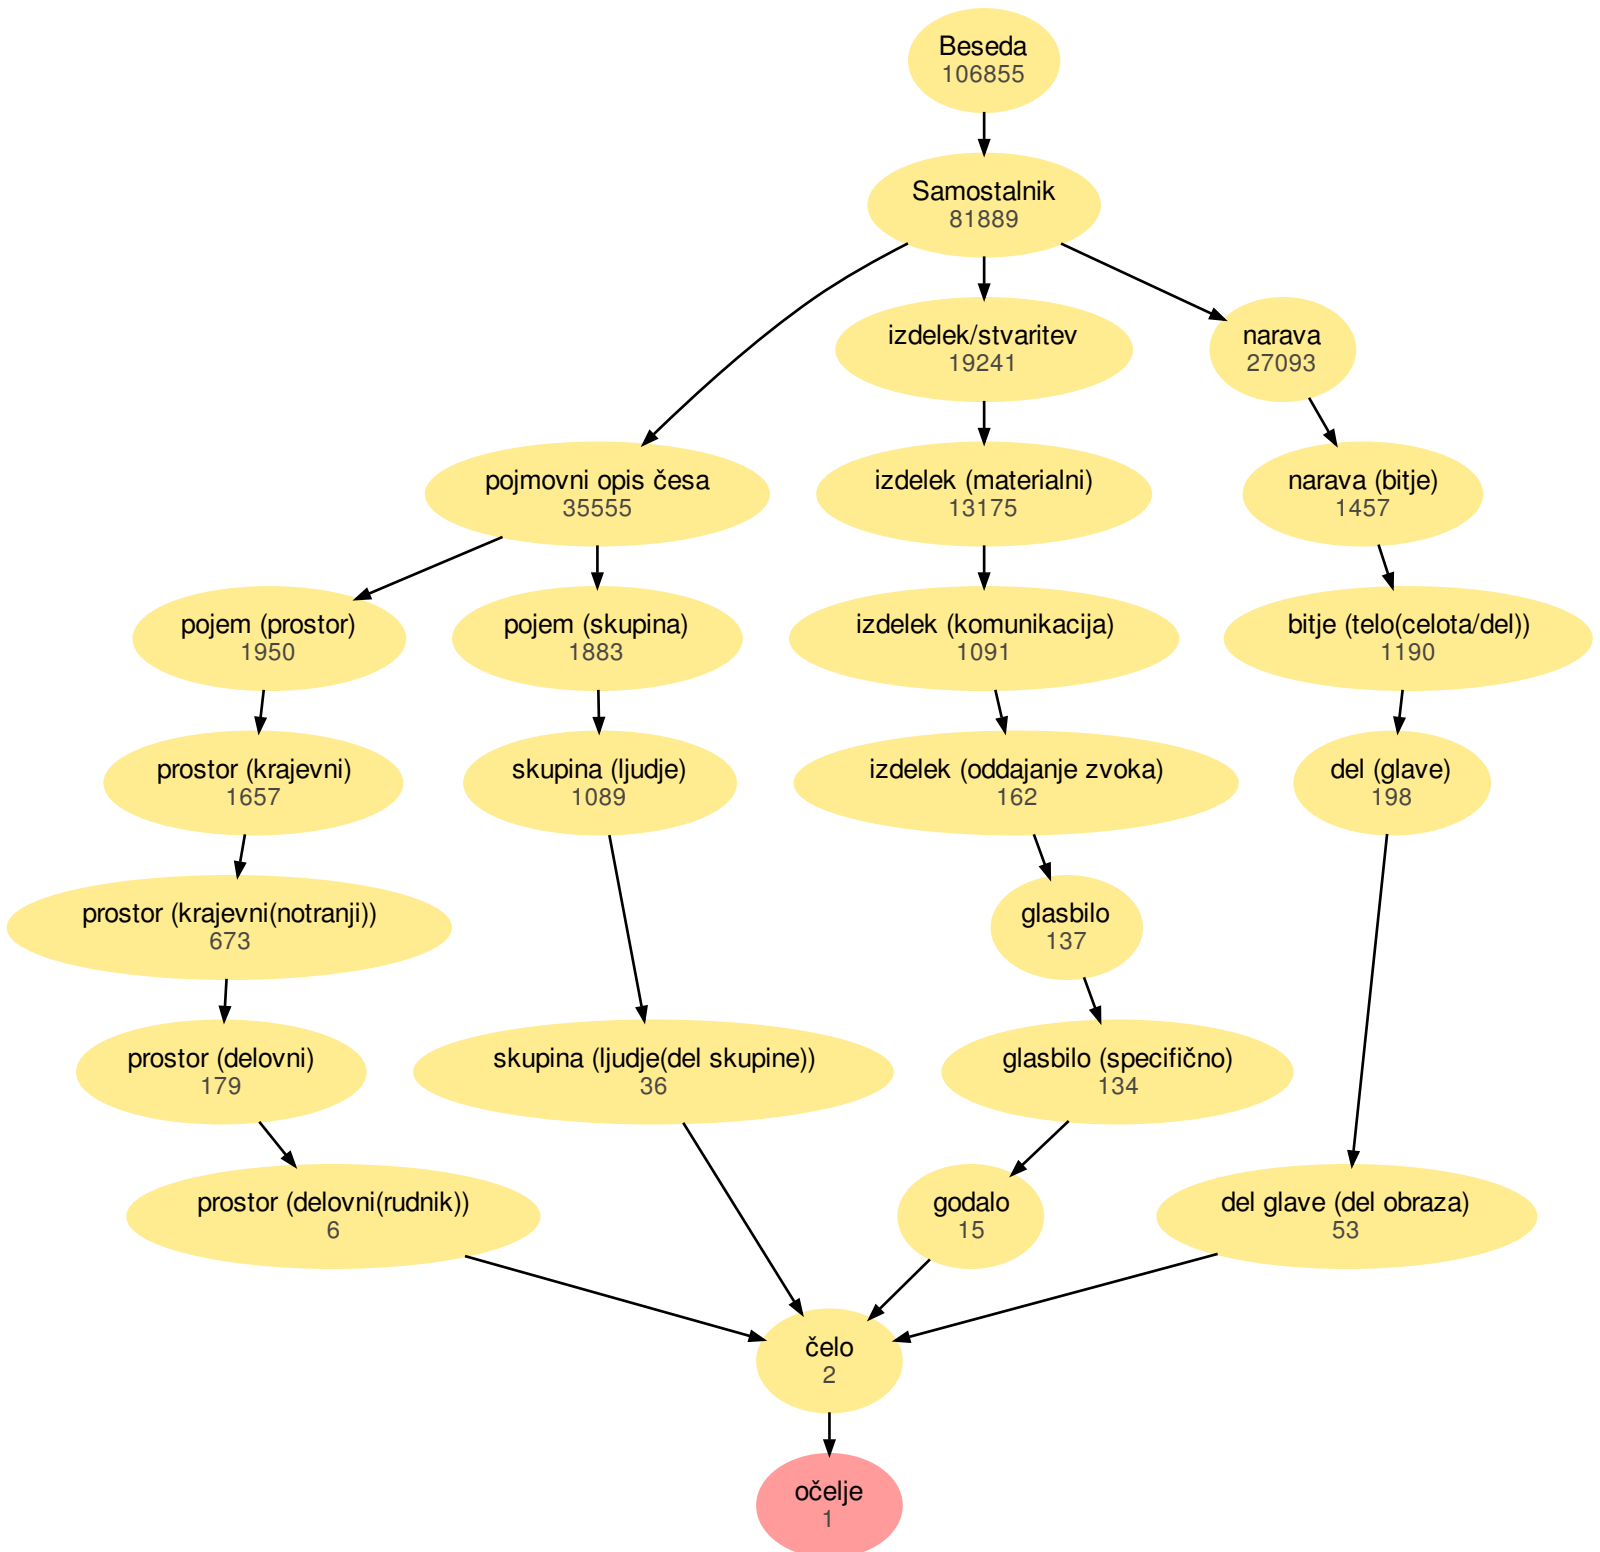 Beseda
106855
Samostalnik
81889
izdelek/stvaritev
19241
narava
27093
pojmovni opis česa
35555
izdelek (materialni)
13175
narava (bitje)
1457
pojem (prostor)
1950
pojem (skupina)
1883
izdelek (komunikacija)
1091
bitje (telo(celota/del))
1190
prostor (krajevni)
1657
skupina (ljudje)
1089
izdelek (oddajanje zvoka)
162
del (glave)
198
prostor (krajevni(notranji))
673
glasbilo
137
prostor (delovni)
179
skupina (ljudje(del skupine))
36
glasbilo (specifično)
134
prostor (delovni(rudnik))
6
godalo
15
del glave (del obraza)
53
čelo
2
očelje
1